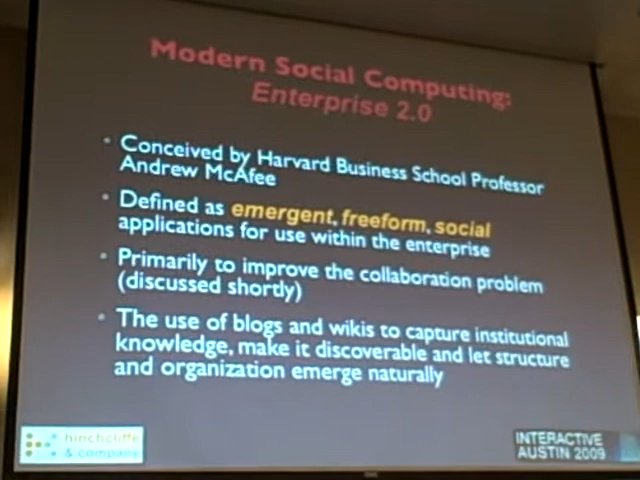 Modern Social Computing:
Enterprise 2.0
• Conceived by Harvard Business School Professor
Andrew McAfee
• Defined as emergent, freeform, social
applications for use within the enterprise
• Primarily to improve the collaboration problem
(discussed shortly)
• The use of blogs and wikis to capture institutional
knowledge, make it discoverable and let structure
and organization emerge naturally
hinchcliffe
& company
INTERACTIVE
AUSTIN 2009